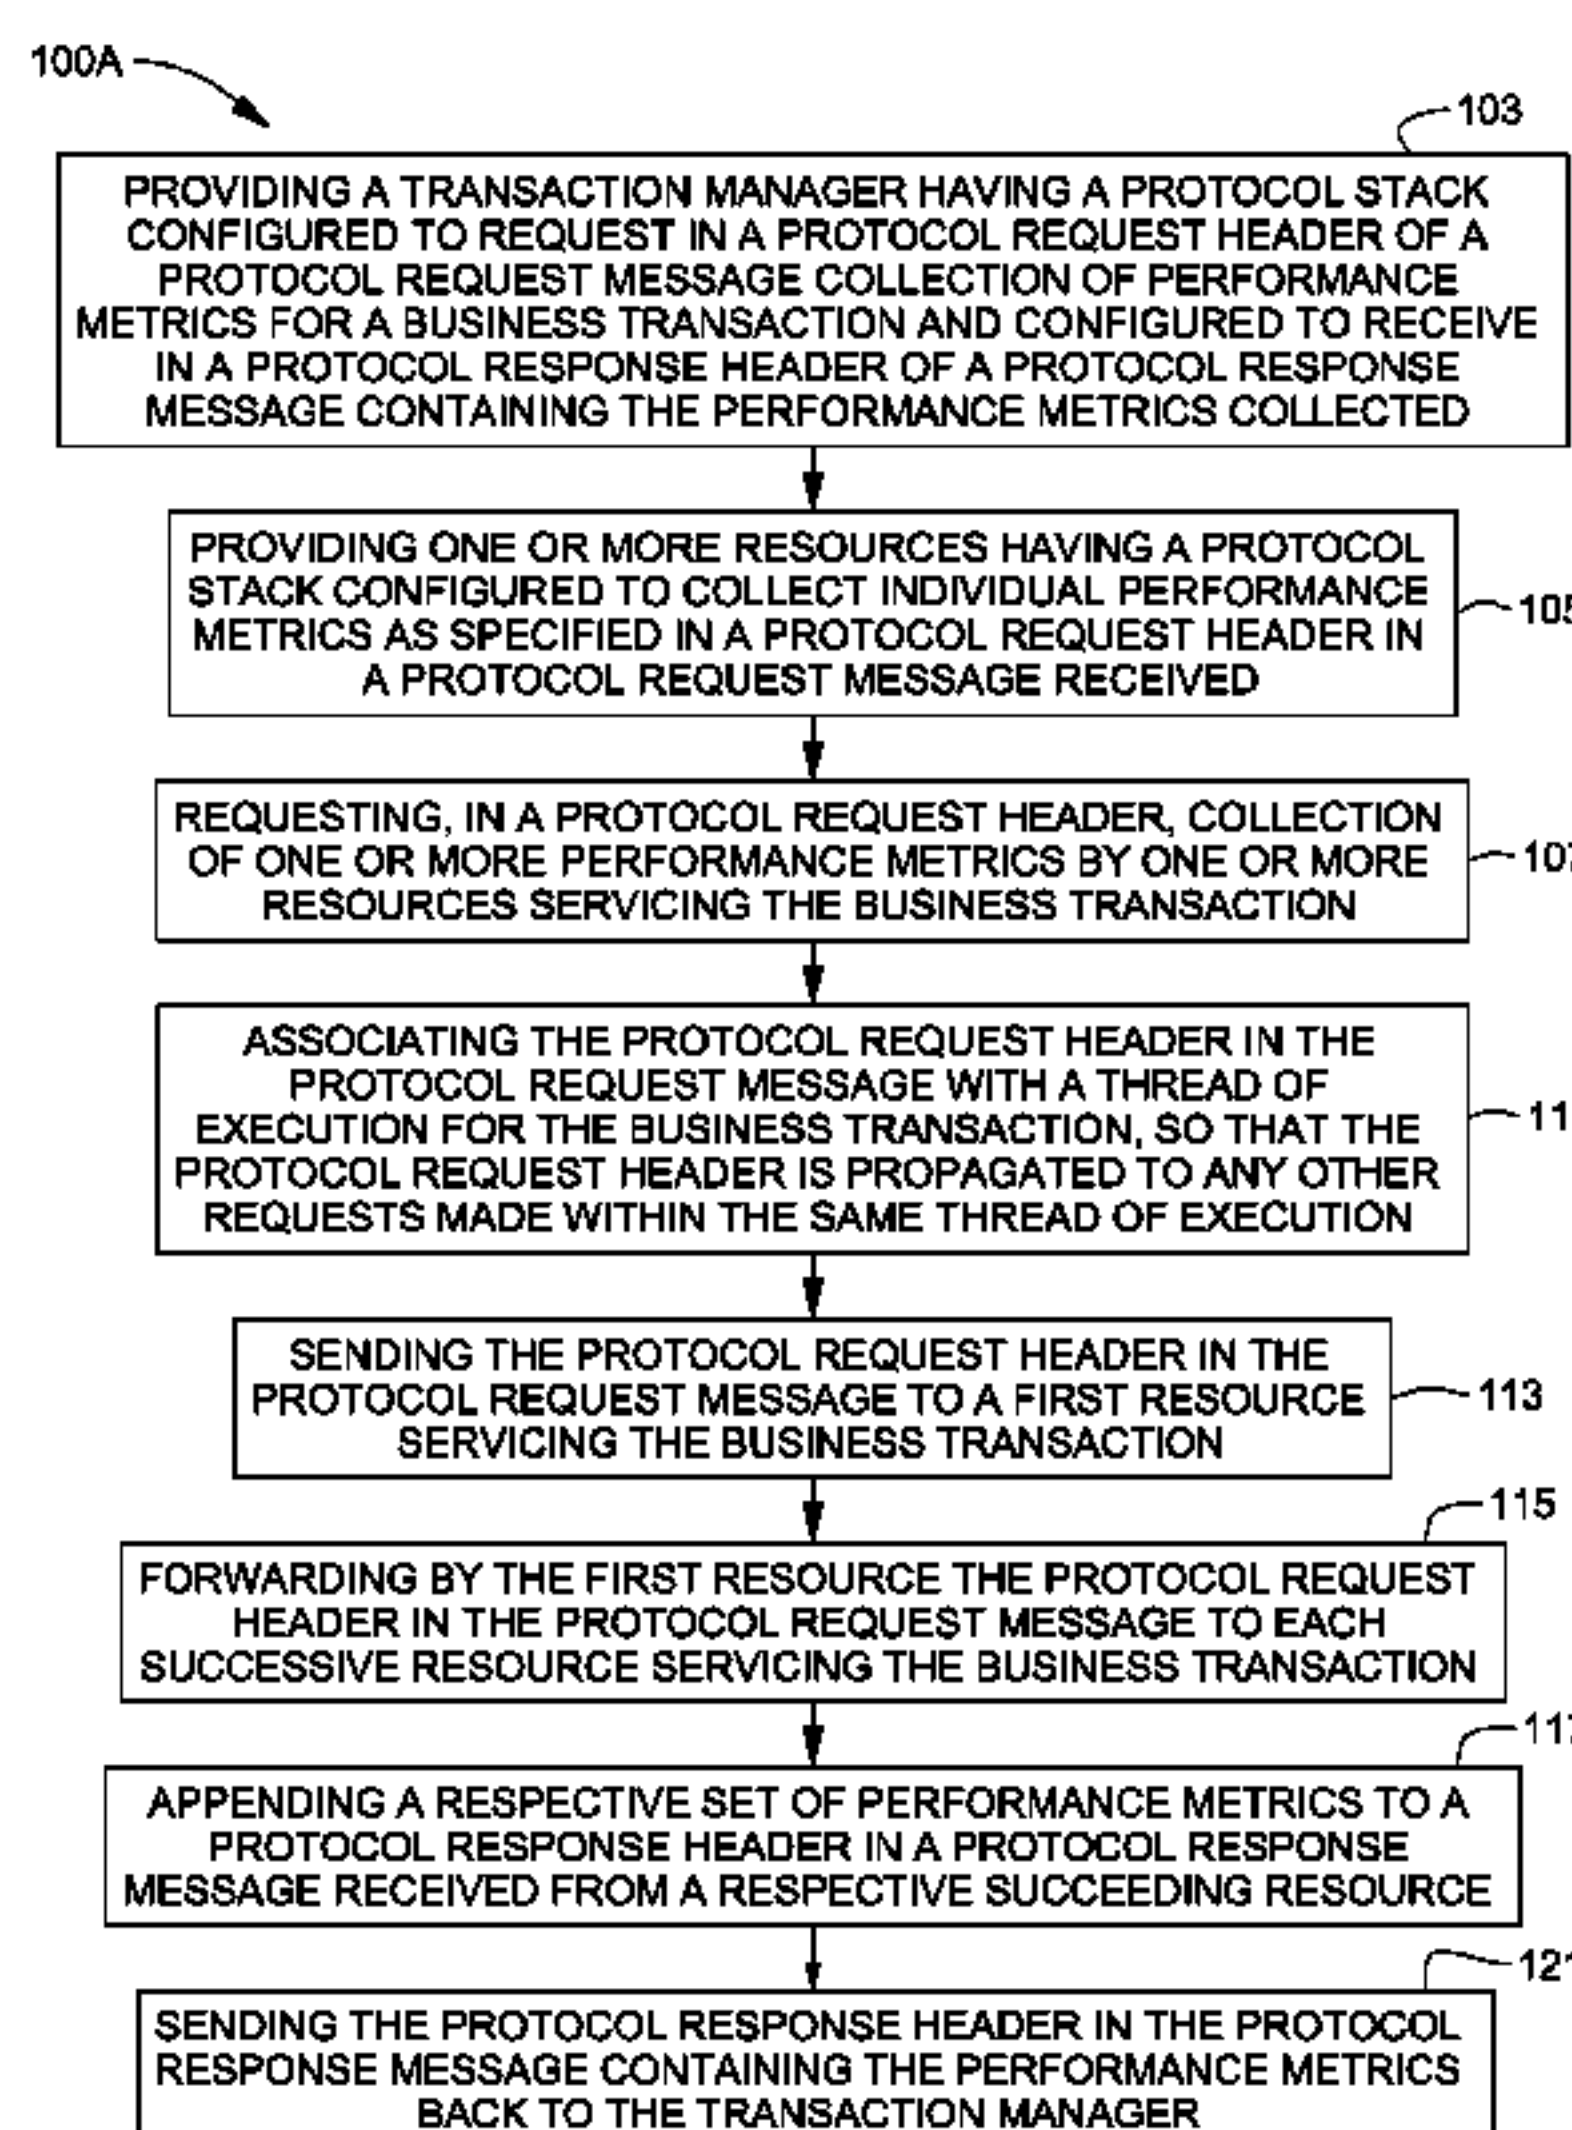 100A
103
PROVIDING A TRANSACTION MANAGER HAVING A PROTOCOL STACK
CONFIGURED TO REQUEST IN A PROTOCOL REQUEST HEADER OF A
PROTOCOL REQUEST MESSAGE COLLECTION OF PERFORMANCE
METRICS FOR A BUSINESS TRANSACTION AND CONFIGURED TO RECEIVE
IN A PROTOCOL RESPONSE HEADER OF A PROTOCOL RESPONSE
MESSAGE CONTAINING THE PERFORMANCE METRICS COLLECTED
PROVIDING ONE OR MORE RESOURCES HAVING A PROTOCOL
STACK CONFIGURED TO COLLECT INDIVIDUAL PERFORMANCE
METRICS AS SPECIFIED IN A PROTOCOL REQUEST HEADER IN
A PROTOCOL REQUEST MESSAGE RECEIVED
105
REQUESTING, IN A PROTOCOL REQUEST HEADER, COLLECTION
OF ONE OR MORE PERFORMANCE METRICS BY ONE OR MORE
RESOURCES SERVICING THE BUSINESS TRANSACTION
107
ASSOCIATING THE PROTOCOL REQUEST HEADER IN THE
PROTOCOL REQUEST MESSAGE WITH A THREAD OF
EXECUTION FOR THE BUSINESS TRANSACTION, SO THAT THE
PROTOCOL REQUEST HEADER IS PROPAGATED TO ANY OTHER
REQUESTS MADE WITHIN THE SAME THREAD OF EXECUTION
11
SENDING THE PROTOCOL REQUEST HEADER IN THE
PROTOCOL REQUEST MESSAGE TO A FIRST RESOURCE
SERVICING THE BUSINESS TRANSACTION
113
115
FORWARDING BY THE FIRST RESOURCE THE PROTOCOL REQUEST
HEADER IN THE PROTOCOL REQUEST MESSAGE TO EACH
SUCCESSIVE RESOURCE SERVICING THE BUSINESS TRANSACTION
117
APPENDING A RESPECTIVE SET OF PERFORMANCE METRICS TO A
PROTOCOL RESPONSE HEADER IN A PROTOCOL RESPONSE
MESSAGE RECEIVED FROM A RESPECTIVE SUCCEEDING RESOURCE
121
SENDING THE PROTOCOL RESPONSE HEADER IN THE PROTOCOL
RESPONSE MESSAGE CONTAINING THE PERFORMANCE METRICS
BACK TO THE TRANSACTION MANAGER